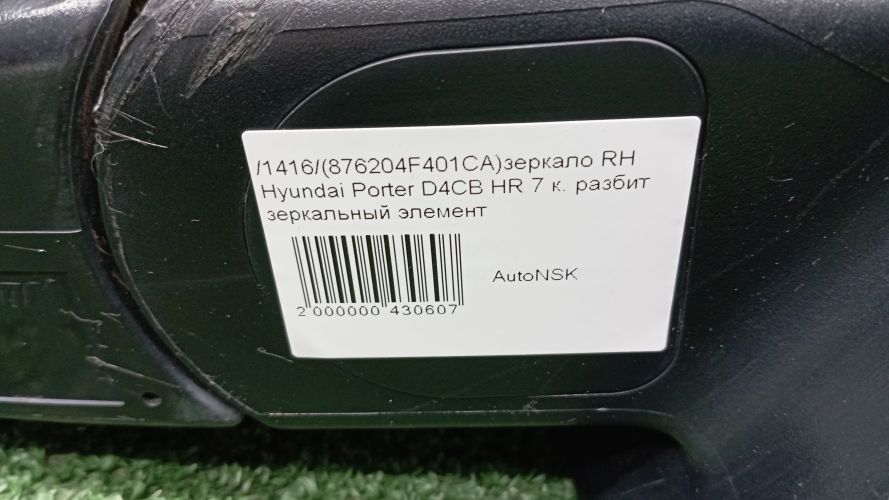 /1416/(876204F401CA)зеркало RH
Hyundai Porter D4CB HR 7 к. разбит
зеркальный элемент
AutoNSK
2 000000 430607